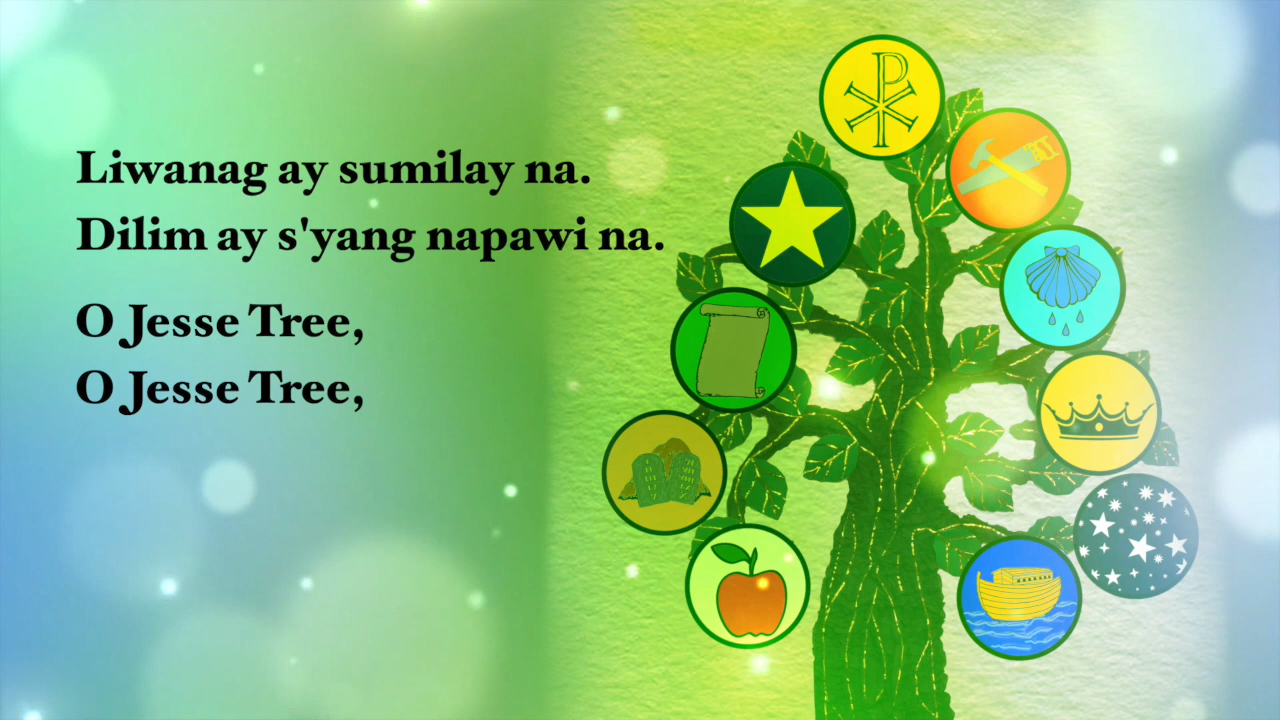 Liwanag ay sumilay na.
Dilim ay s'yang napawi na.
O Jesse Tree,
O Jesse Tree,